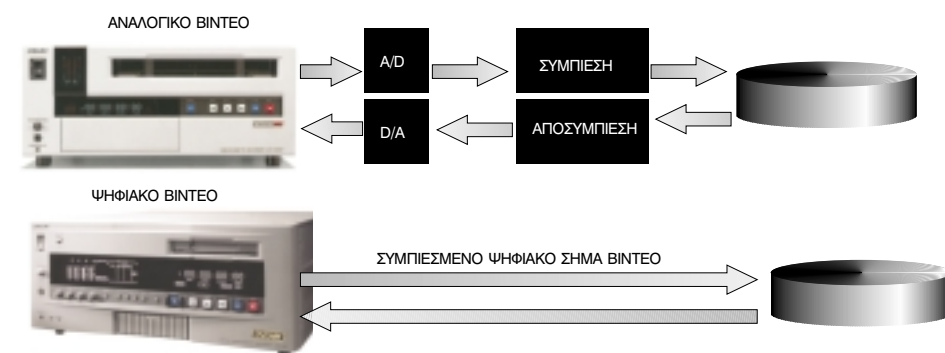 ΑΝΑΛΟΓΙΚΟ ΒΙΝΤΕΟ
A/D
ΣΥΜΠΙΕΣΗ
D/A
ΑΠΟΣΥΜΠΙΕΣΗ
ΨΗΦΙΑΚΟ ΒΙΝΤΕΟ
ΣΥΜΠΙΕΣΜΕΝΟ ΨΗΦΙΑΚΟ ΣΗΜΑ ΒΙΝΤΕΟ